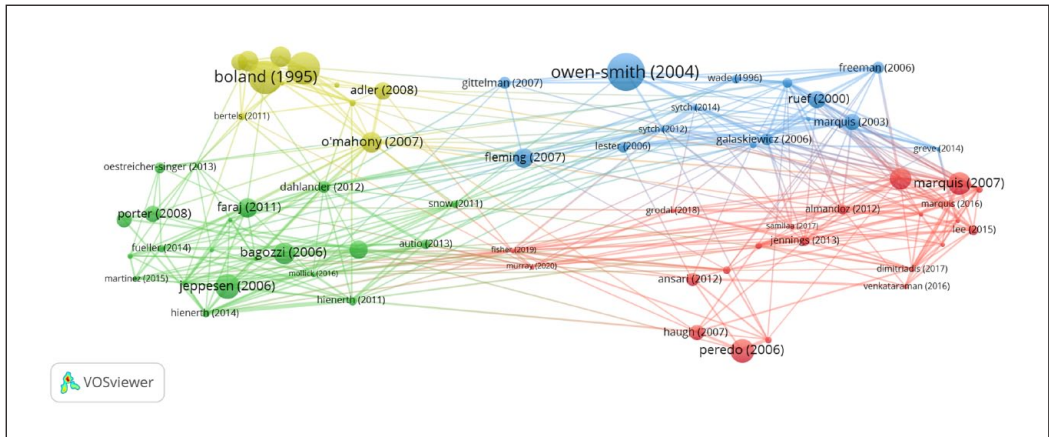 boland (1995)
owen-smith (2004)
freeman (2006)
wade (1996)
gittelman (2007)
adler (2008)
ruef (2000)
sytch (2014)
bertels (2011)
marquis (2003)
sytch (2012)
o'mahony (2007)
galaskiewicz (2006)
lester (2006)
greve (2014)
fleming (2007)
oestreicher-singer (2013)
marquis (2007)
dahlander (2012)
snow (2011)
marquis (2016)
faraj (2011)
grodal (2018)
almandoz (2012)
porter (2008)
samilaa (2017)
lee (2015)
jennings (2013)
autio (2013)
fueller (2014)
fisher (2019)
bagozzi (2006)
murray (2020)
dimitriadis (2017)
mollick (2016)
martinez (2015)
ansari (2012)
jeppesen (2006)
venkataraman (2016)
hienerth (2011)
hienerth (2014)
haugh (2007)
peredo (2006)
VOSviewer